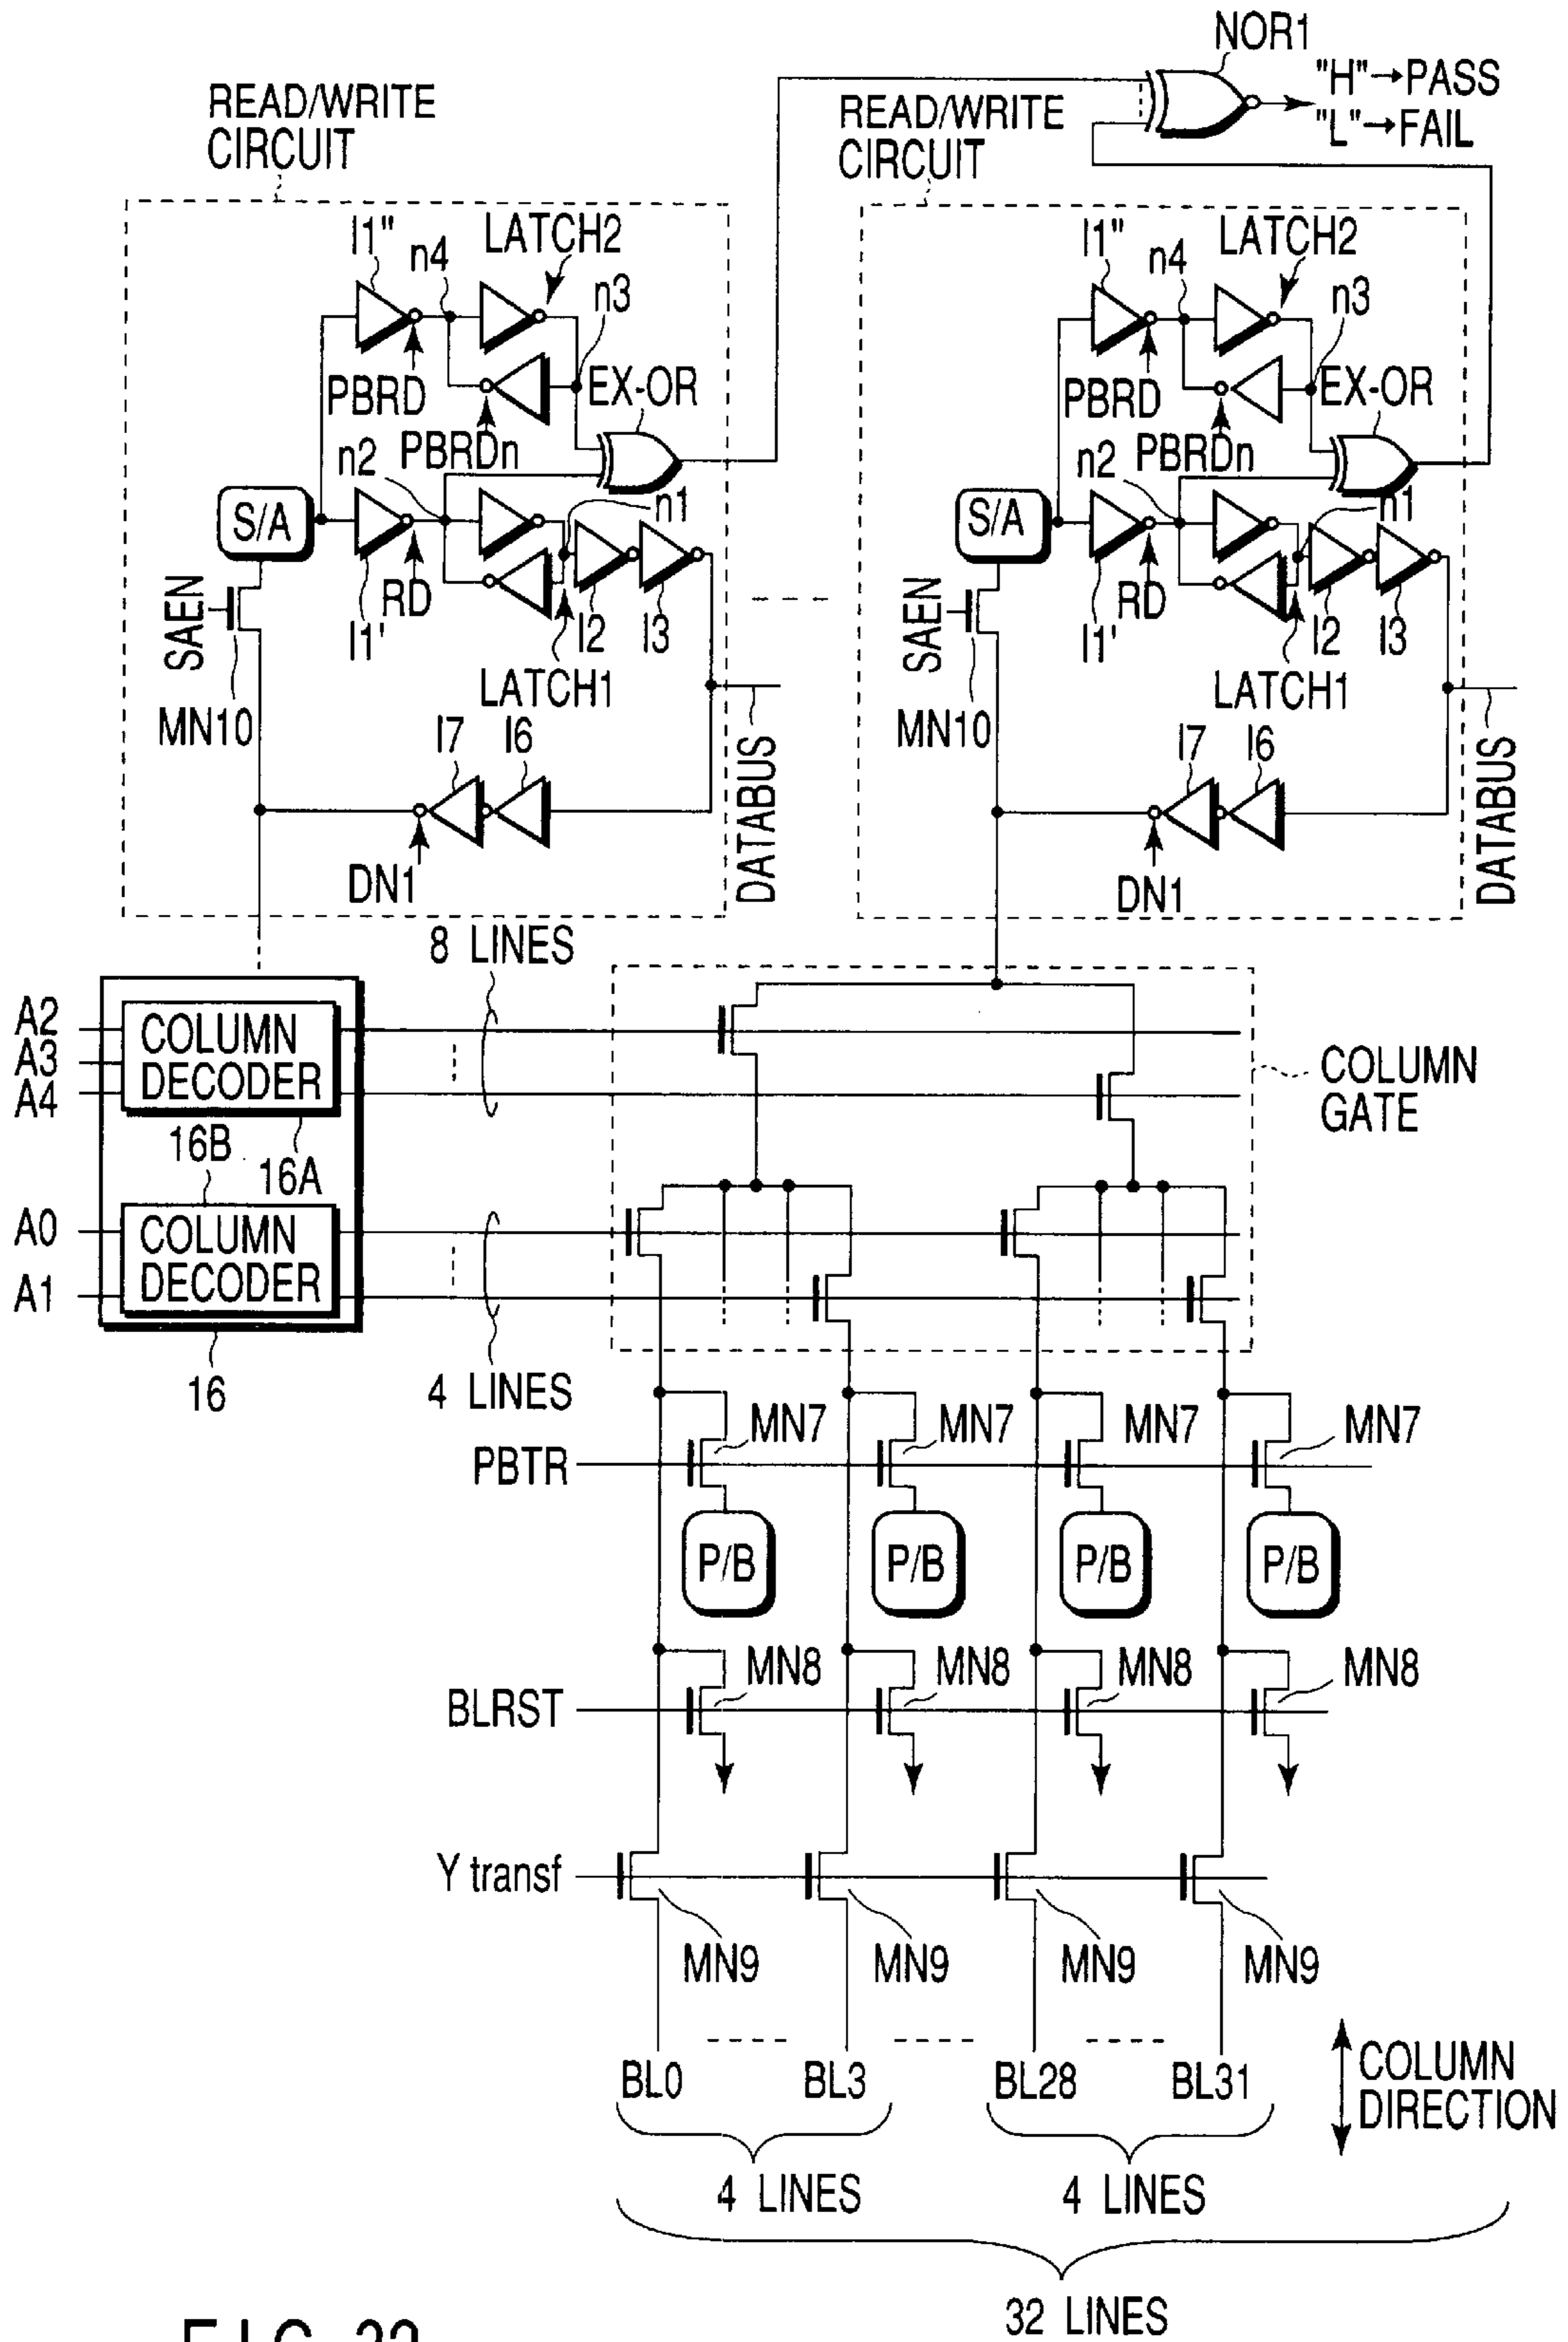 NOR1
"H"→PASS
"L"→FAIL
READ/WRITE
CIRCUIT
READ/WRITE
CIRCUIT
I1"
n4
LATCH2
n3
PBRD
EX-OR
PBRDn
n2
S/A
n1
SAEN
I1'
RD
I2
I3
LATCH1
MN10
I7
I6
DN1
DATABUS
I1"
n4
LATCH2
n3
PBRD
EX-OR
PBRDn
n2
S/A
n1
SAEN
I1'
RD
I2
I3
LATCH1
MN10
I7
I6
DN1
DATABUS
8 LINES
A2
A3
A4
COLUMN
DECODER
COLUMN
GATE
16B
16A
A0
A1
COLUMN
DECODER
16
4 LINES
PBTR
MN7
MN7
MN7
MN7
P/B
P/B
P/B
P/B
BLRST
MN8
MN8
MN8
MN8
Y transf
MN9
MN9
MN9
MN9
BL0
BL3
BL28
BL31
COLUMN
DIRECTION
4 LINES
4 LINES
32 LINES